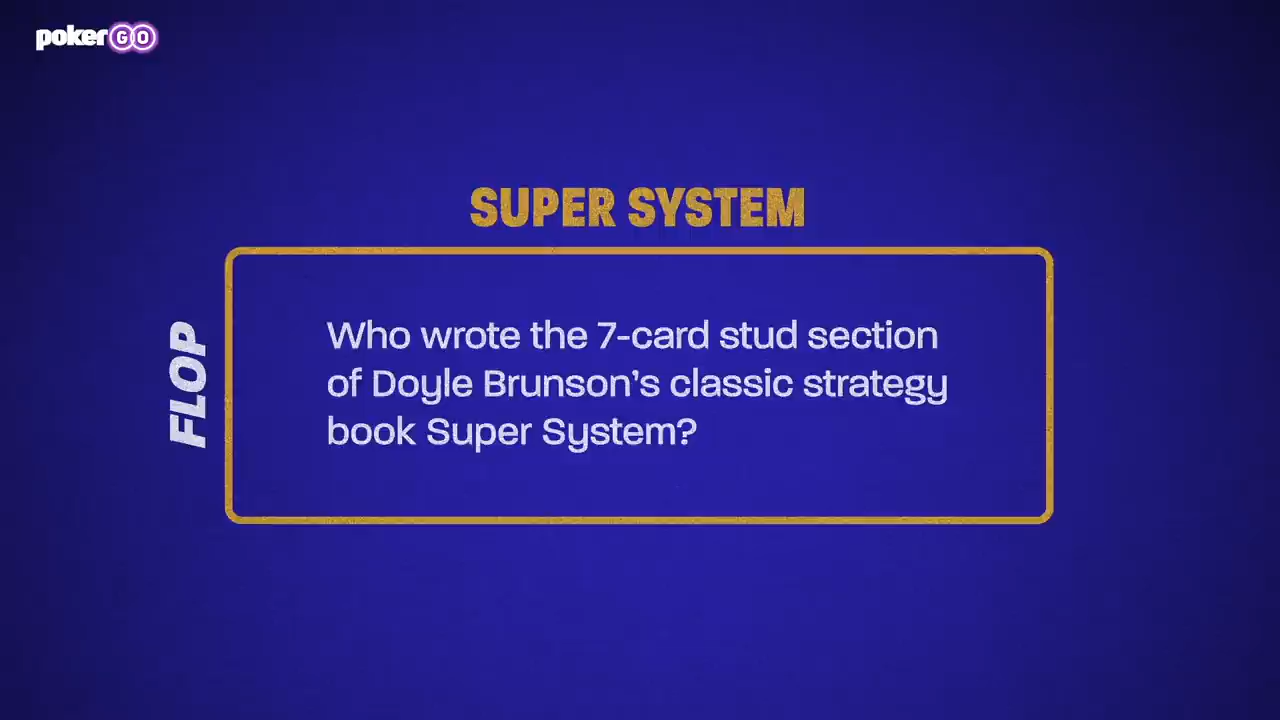 pokerGO
SUPER SYSTEM
FLOP
Who wrote the 7-card stud section
of Doyle Brunson's classic strategy
book Super System?